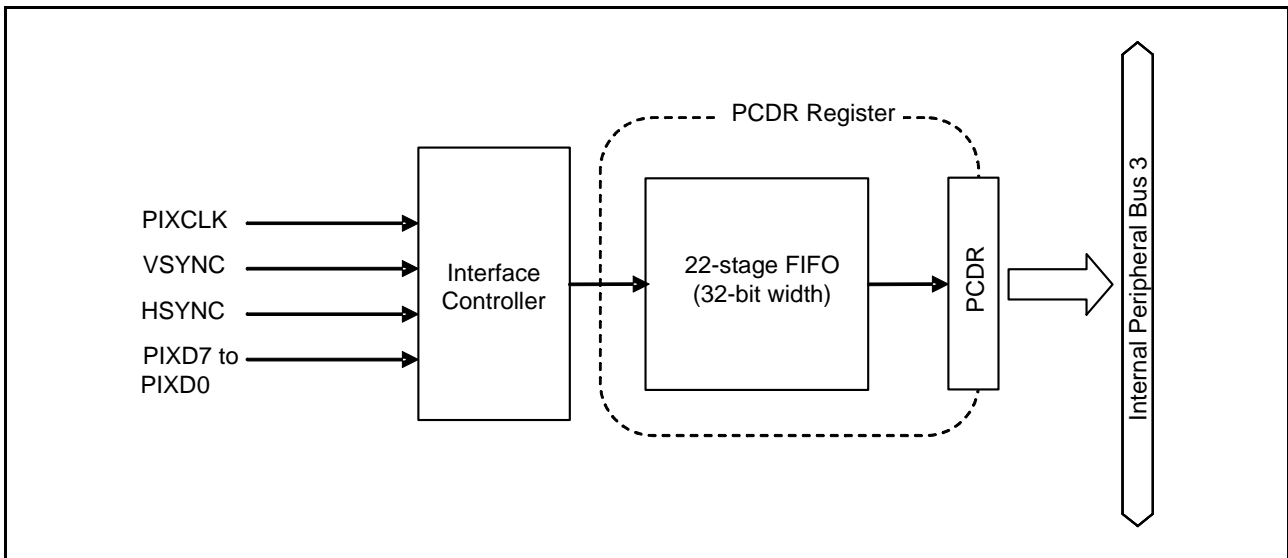 PCDR Register
PIXCLK
VSYNC
HSYNC
PIXD7 to
PIXD0
Interface
Controller
22-stage FIFO
(32-bit width)
PCDR
Internal Peripheral Bus 3